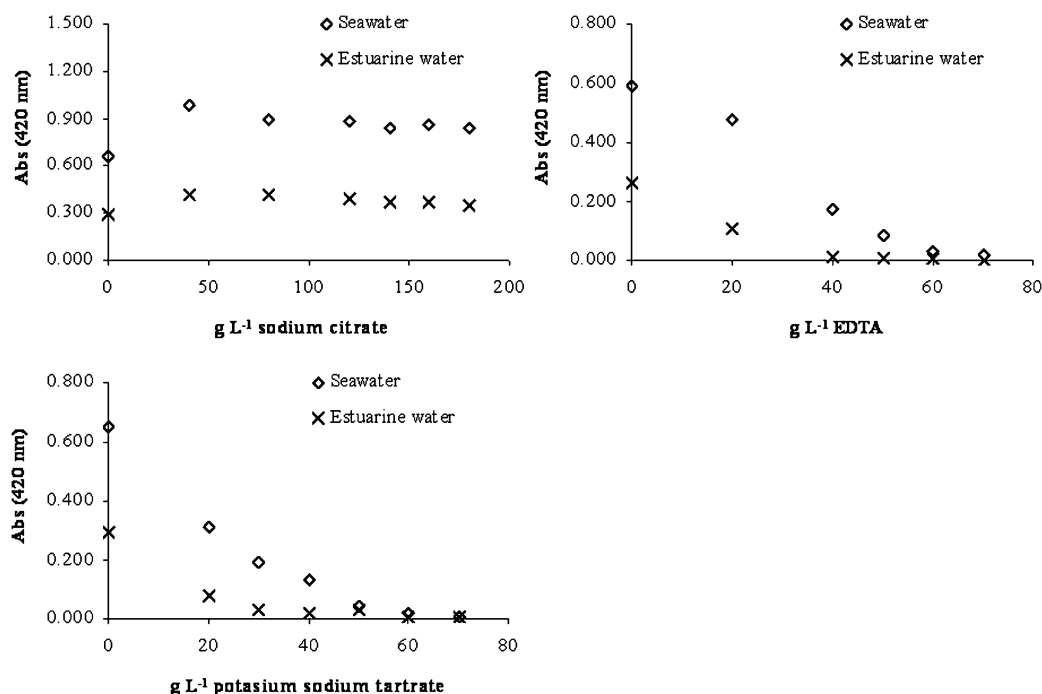 1.500
1.200
0.900
0.600
0.300
0.000
Abs (420 nm)
Seawater
Estuarine water
0 50 100 150 200
g L-1 sodium citrate
0.800
0.600
0.400
0.200
0.000
Abs (420 nm)
Seawater
Estuarine water
0 20 40 60 80
g L-1 EDTA
0.800
0.600
0.400
0.200
0.000
Abs (420 nm)
Seawater
Estuarine water
0 20 40 60 80
g L-1 potasium sodium tartrate